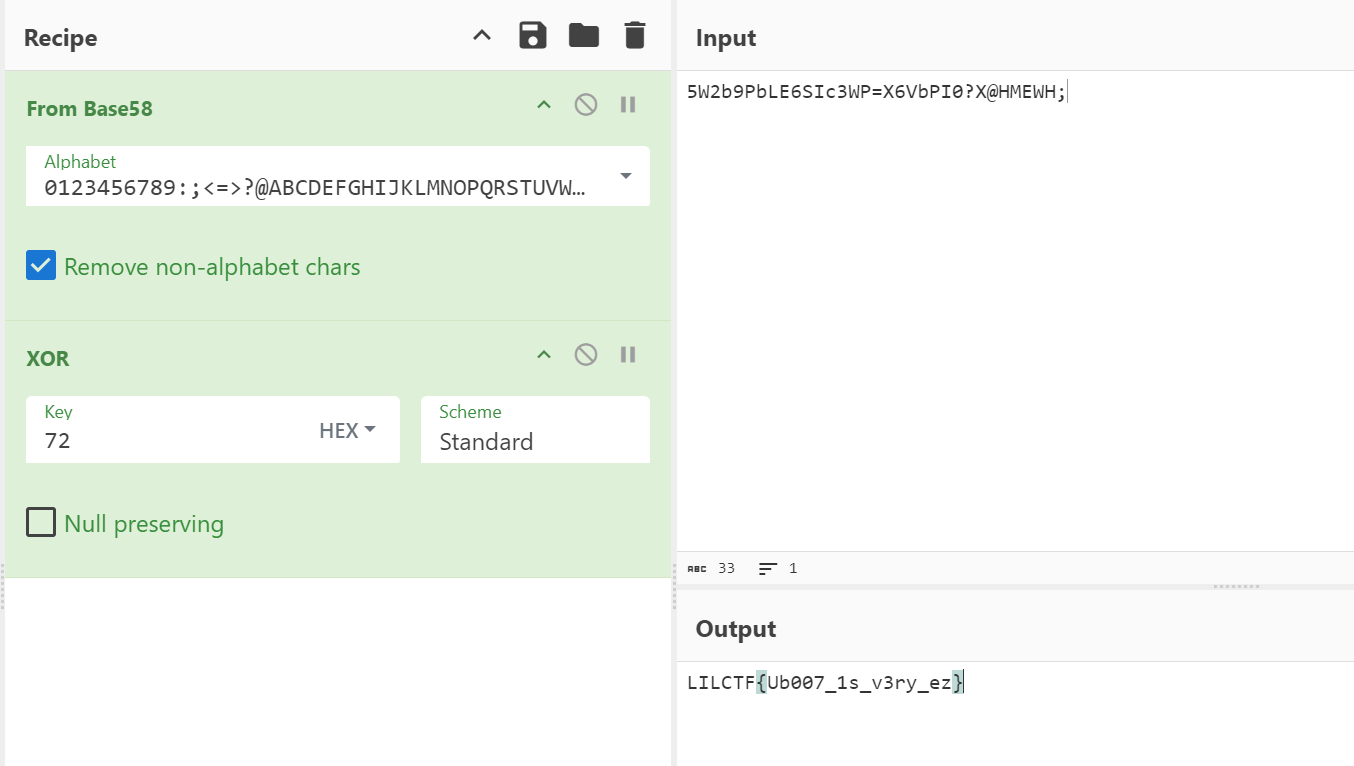 Recipe
From Base58
Alphabet
0123456789:;<=>?@ABCDEFGHIJKLMNOPQRSTUVW…
Remove non-alphabet chars
XOR
Key
72
HEX
Scheme
Standard
Null preserving
Input
5W2b9PbLE6SIc3WP=X6VbPI0?X@HMEWH;
ABC 33 1
Output
LILCTF{Ub007_1s_v3ry_ez}